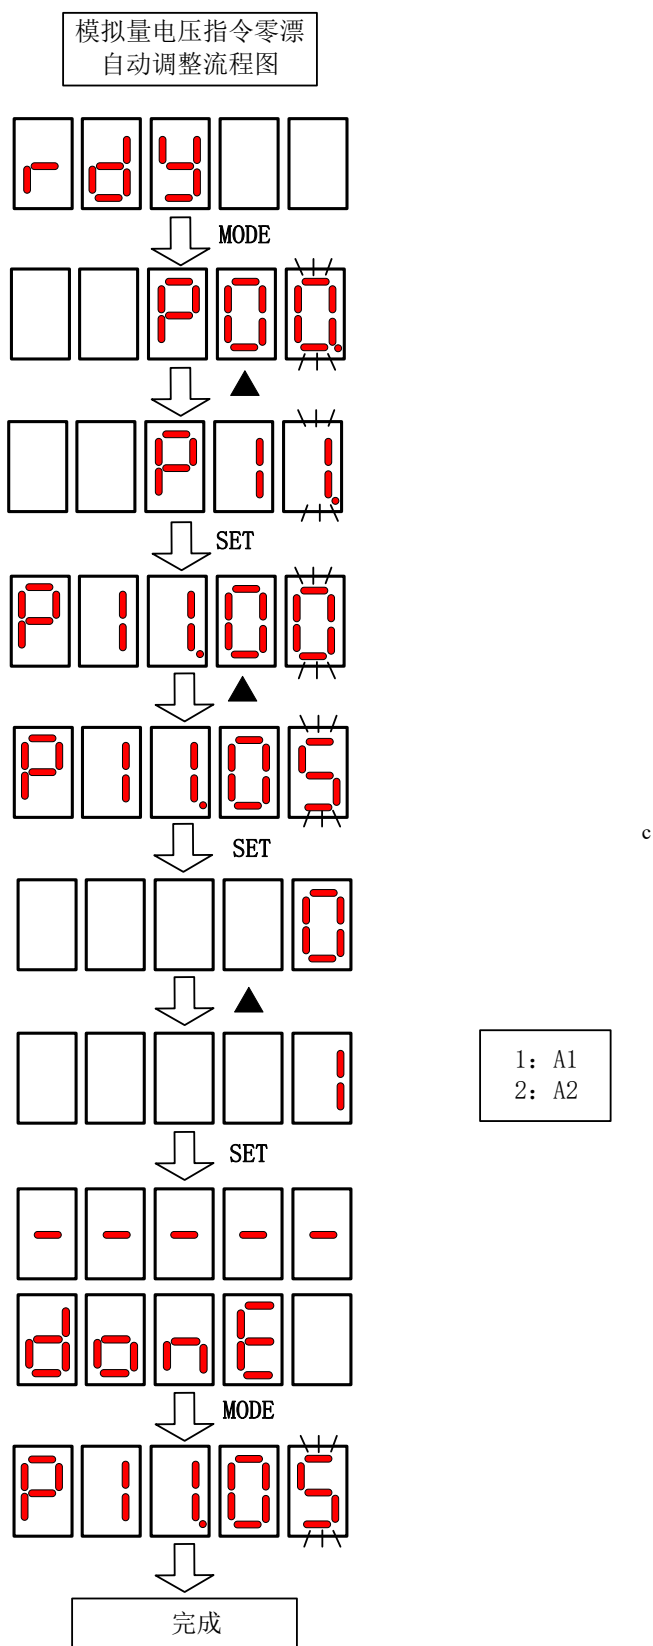 模拟量电压指令零漂
自动调整流程图
rdy
MODE
P00.
▲
P11.
SET
P11.00
▲
P11.05
c
SET
0
▲
1
1: A1
2: A2
SET
-----
donE
MODE
P11.05
完成